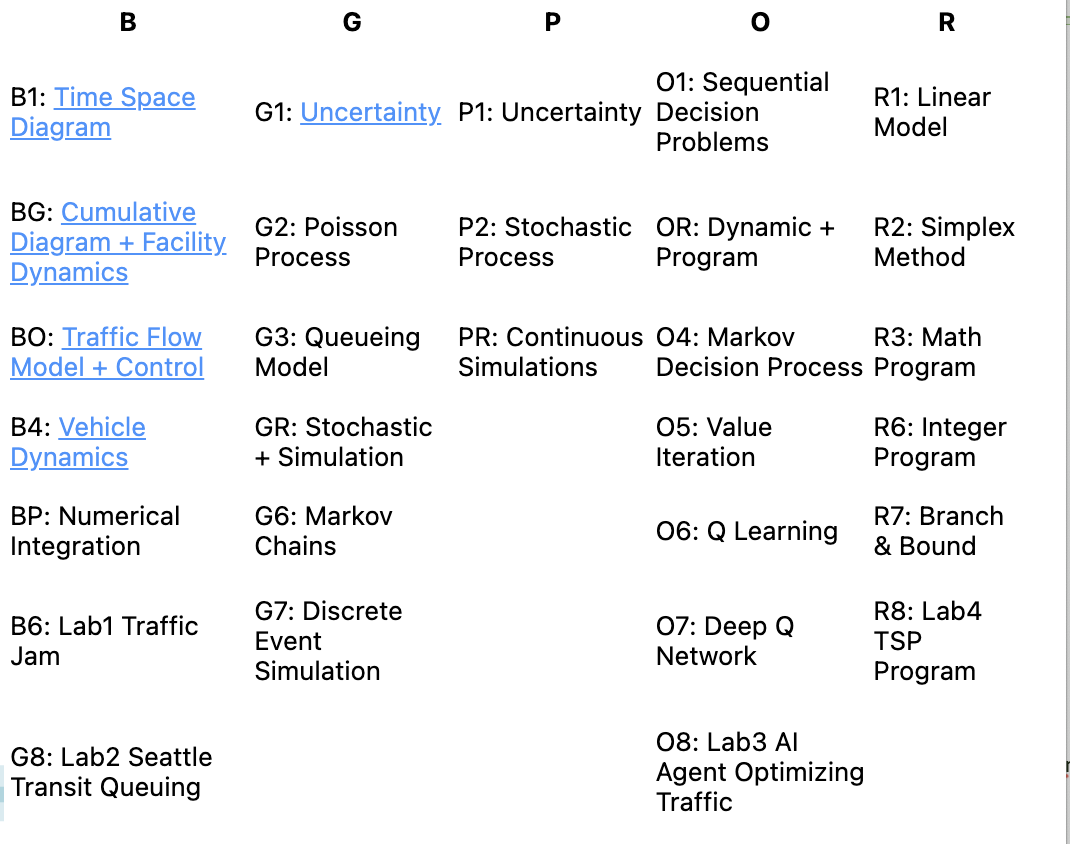 B G P O R
B1: Time Space
Diagram
G1: Uncertainty
P1: Uncertainty
O1: Sequential
Decision
Problems
R1: Linear
Model
BG: Cumulative
Diagram + Facility
Dynamics
G2: Poisson
Process
P2: Stochastic
Process
OR: Dynamic +
Program
R2: Simplex
Method
BO: Traffic Flow
Model + Control
G3: Queueing
Model
PR: Continuous
Simulations
O4: Markov
Decision Process
R3: Math
Program
B4: Vehicle
Dynamics
GR: Stochastic
+ Simulation
O5: Value
Iteration
R6: Integer
Program
BP: Numerical
Integration
G6: Markov
Chains
O6: Q Learning
R7: Branch
& Bound
B6: Lab1 Traffic
Jam
G7: Discrete
Event
Simulation
O7: Deep Q
Network
R8: Lab4
TSP
Program
G8: Lab2 Seattle
Transit Queuing
O8: Lab3 AI
Agent Optimizing
Traffic